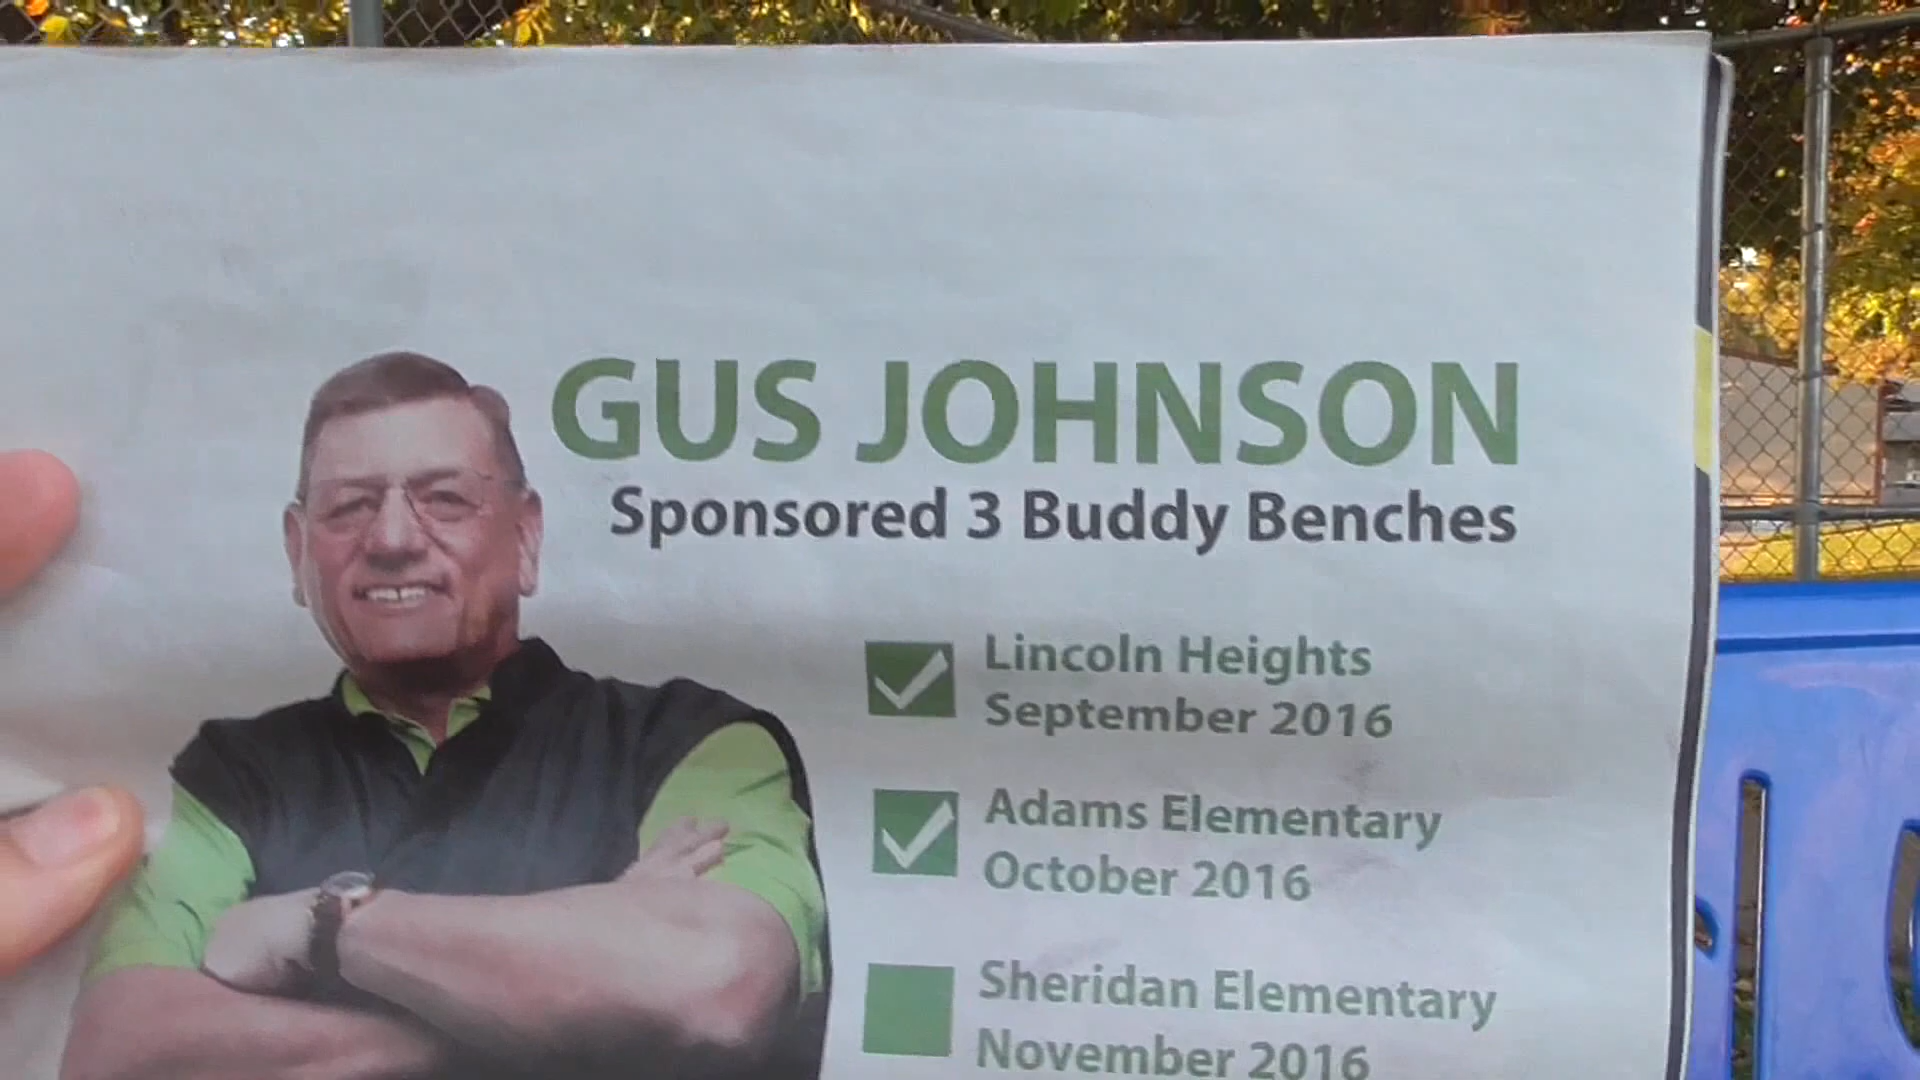 GUS JOHNSON
Sponsored 3 Buddy Benches
Lincoln Heights
September 2016
Adams Elementary
October 2016
Sheridan Elementary
November 2016